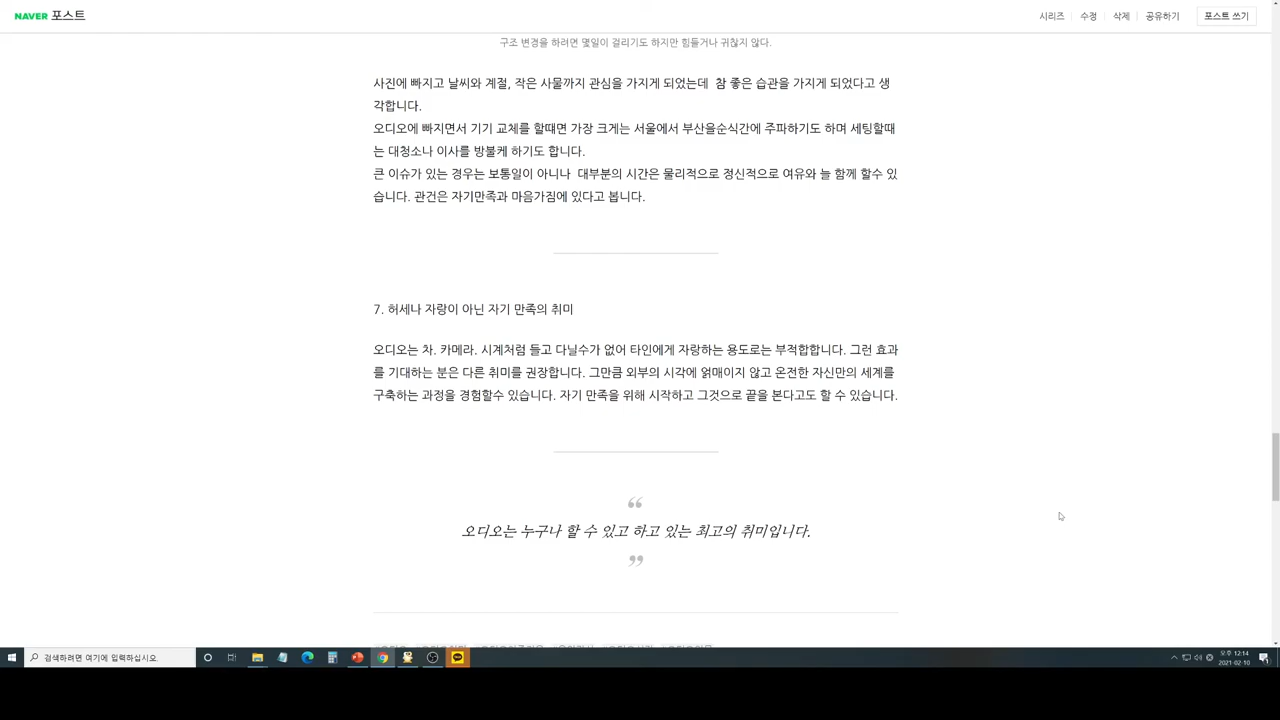 NAVER 포스트
시리즈 수정 삭제 공유하기 포스트 쓰기
구조 변경을 하려면 몇일이 걸리기도 하지만 힘들거나 귀찮지 않다.
사진에 빠지고 날씨와 계절, 작은 사물까지 관심을 가지게 되었는데 참 좋은 습관을 가지게 되었다고 생
각합니다.
오디오에 빠지면서 기기 교체를 할떄면 가장 크게는 서울에서 부산을순식간에 주파하기도 하며 세팅할때
는 대청소나 이사를 방불케 하기도 합니다.
큰 이슈가 있는 경우는 보통일이 아니나 대부분의 시간은 물리적으로 정신적으로 여유와 늘 함께 할수 있
습니다. 관건은 자기만족과 마음가짐에 있다고 봅니다.
7. 허세나 자랑이 아닌 자기 만족의 취미
오디오는 차. 카메라. 시계처럼 들고 다닐수가 없어 타인에게 자랑하는 용도로는 부적합합니다. 그런 효과
를 기대하는 분은 다른 취미를 권장합니다. 그만큼 외부의 시각에 얽매이지 않고 온전한 자신만의 세계를
구축하는 과정을 경험할수 있습니다. 자기 만족을 위해 시작하고 그것으로 끝을 본다고도 할 수 있습니다.
“
오디오는 누구나 할 수 있고 하고 있는 최고의 취미입니다.
”
검색하려면 여기에 입력하십시오.
오후 12:14
2021-02-10